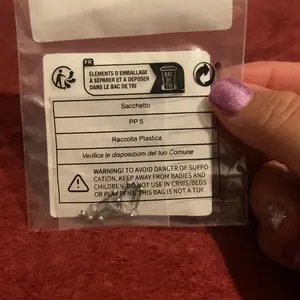 FR
ÉLÉMENTS D'EMBALLAGE
À SÉPARER ET À DÉPOSER
DANS LE BAC DE TRI
BAC
DE
TRI
Sacchetto
PP 5
Raccolta Plastica
Verifica le disposizioni del tuo Comune
WARNING! TO AVOID DANGER OF SUFFO
CATION, KEEP AWAY FROM BABIES AND
CHILDREN. DO NOT USE IN CRIBS/BEDS
OR PLAY PENS. THIS BAG IS NOT A TOY.